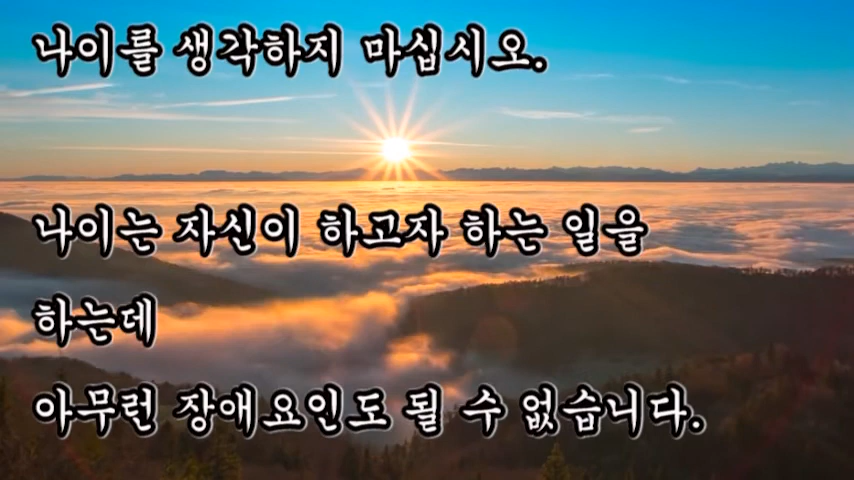 나이를 생각하지 마십시오.
나이는 자신이 하고자 하는 일을
하는데
아무런 장애요인도 될 수 없습니다.